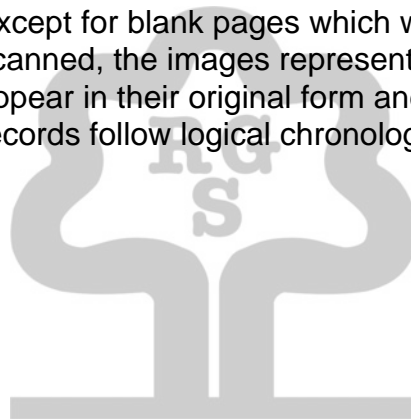 xcept for blank pages which w
canned, the images represent
ppear in their original form and
ecords follow logical chronolog
RG
S